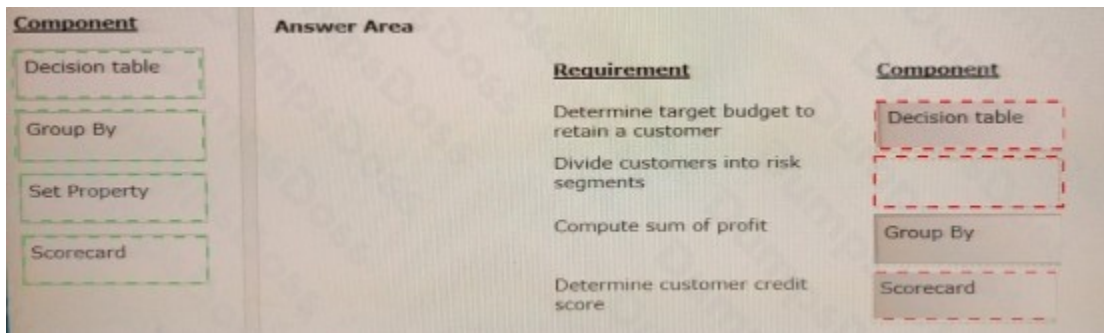 Component
Answer Area
Decision table
Group By
Set Property
Scorecard
Requirement
Component
Determine target budget to
retain a customer
Decision table
Divide customers into risk
segments
Compute sum of profit
Group By
Determine customer credit
score
Scorecard